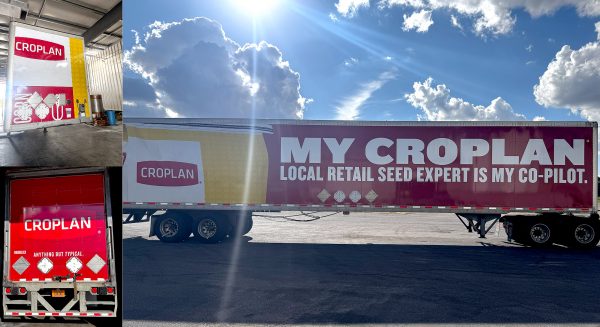 CROPLAN
CROPLAN
ANYTHING BUT TYPICAL.
CROPLAN
MY CROPLAN
LOCAL RETAIL SEED EXPERT IS MY CO-PILOT.